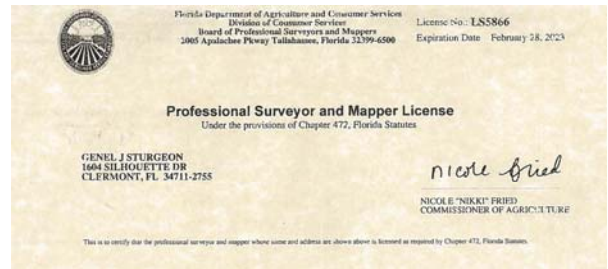 Florida Department of Agriculture and Consumer Services
Division of Consumer Services
Board of Professional Surveyors and Mappers
2005 Apalachee Pkway Tallahassee, Florida 32399-6500
License No.: LS5866
Expiration Date February 28, 2023
Professional Surveyor and Mapper License
Under the provisions of Chapter 472, Florida Statutes
GENEL J STURGEON
1604 SILHOUETTE DR
CLERMONT, FL 34711-2755
Nicole Fried
NICOLE "NIKKI" FRIED
COMMISSIONER OF AGRICULTURE
This is to certify that the professional surveyor and mapper whose name and address are shown above is licensed as required by Chapter 472, Florida Statutes.